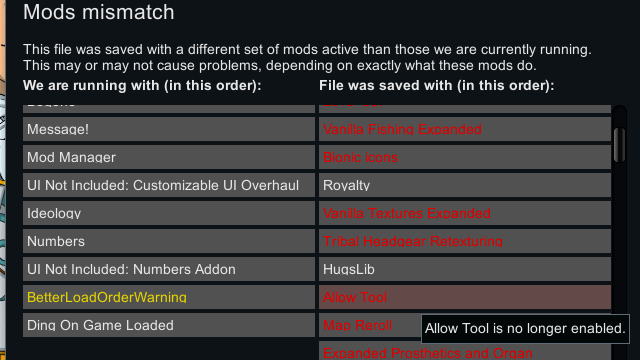 Mods mismatch
This file was saved with a different set of mods active than those we are currently running.
This may or may not cause problems, depending on exactly what these mods do.
We are running with (in this order):
File was saved with (in this order):
Message!
Vanilla Fishing Expanded
Mod Manager
Bionic icons
UI Not Included: Customizable UI Overhaul
Royalty
Ideology
Vanilla Textures Expanded
Numbers
Tribal Headgear Retexturing
UI Not Included: Numbers Addon
HugsLib
BetterLoadOrderWarning
Allow Tool
Ding On Game Loaded
Map Reroll
Allow Tool is no longer enabled.
Expanded Prosthetics and Organ